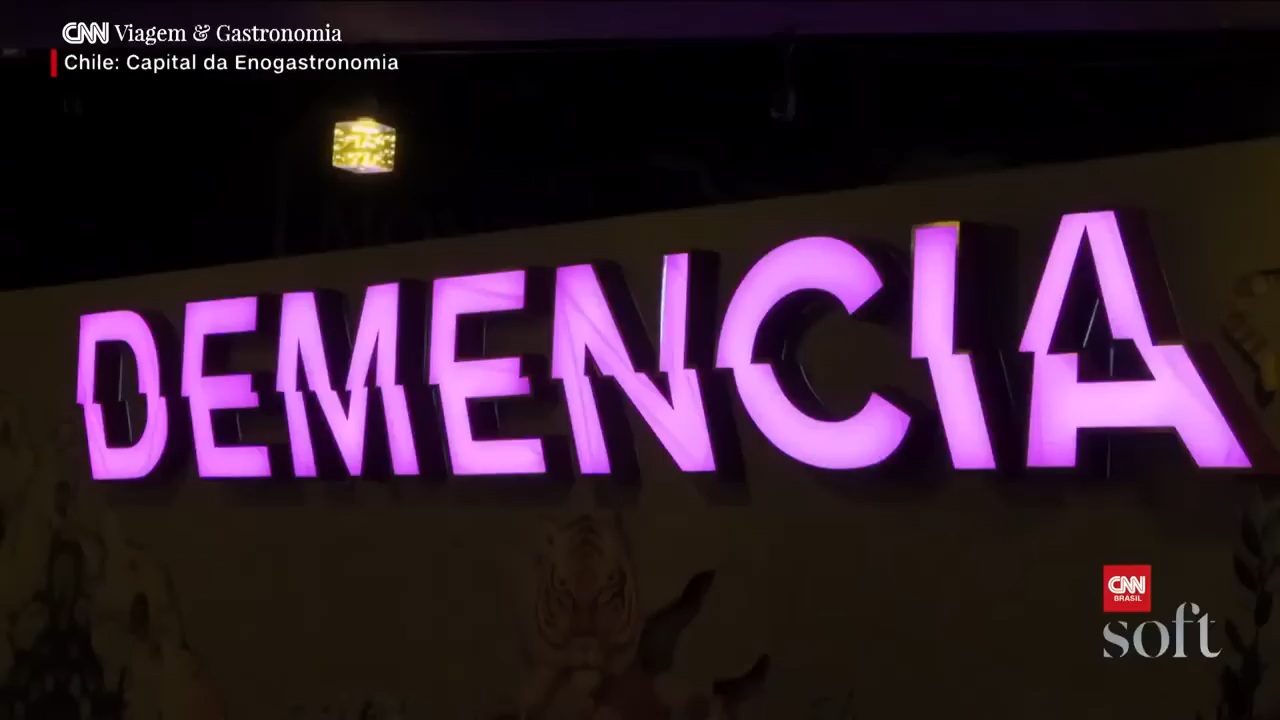 CNN Viagem & Gastronomia
Chile: Capital da Enogastronomia
DEMENCIA
CNN
BRASIL
soft